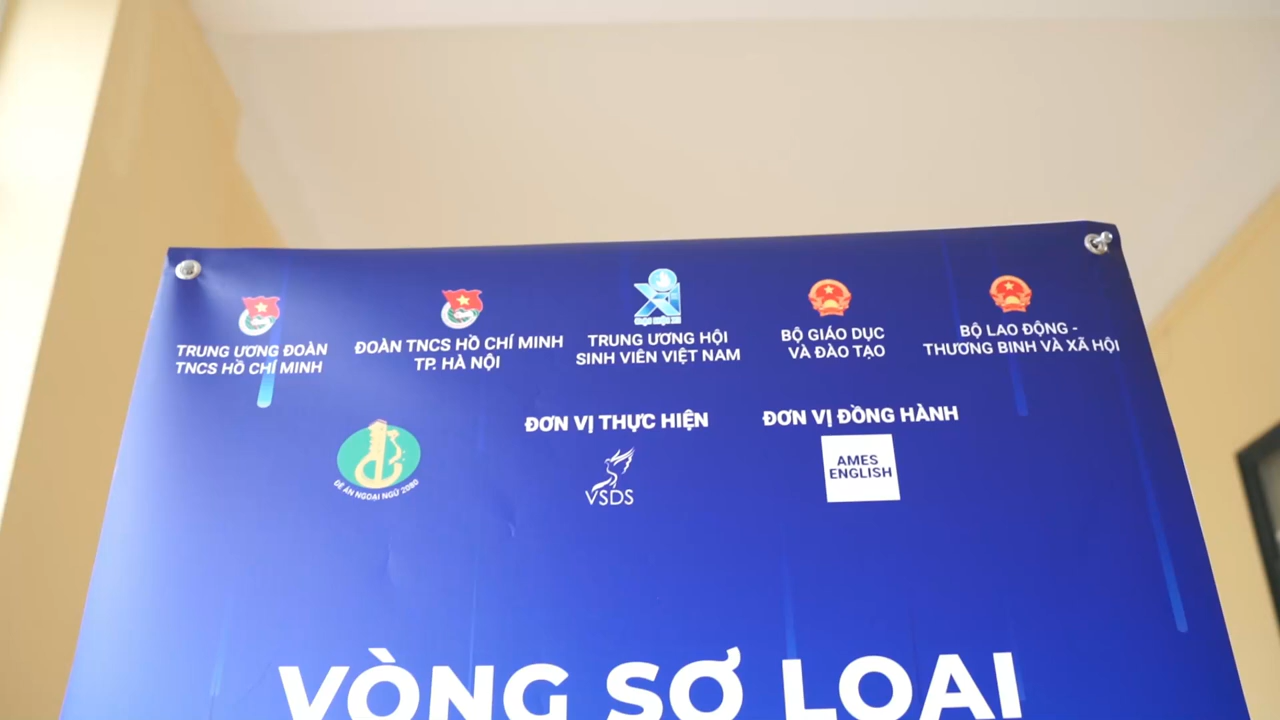 TRUNG ƯƠNG ĐOÀN
TNCS HỒ CHÍ MINH
ĐOÀN TNCS HỒ CHÍ MINH
TP. HÀ NỘI
TRUNG ƯƠNG HỘI
SINH VIÊN VIỆT NAM
BỘ GIÁO DỤC
VÀ ĐÀO TẠO
BỘ LAO ĐỘNG -
THƯƠNG BINH VÀ XÃ HỘI
ĐỀ ÁN NGOẠI NGỮ 2080
ĐƠN VỊ THỰC HIỆN
VSDS
ĐƠN VỊ ĐỒNG HÀNH
AMES
ENGLISH
VÒNG SƠ LOẠI